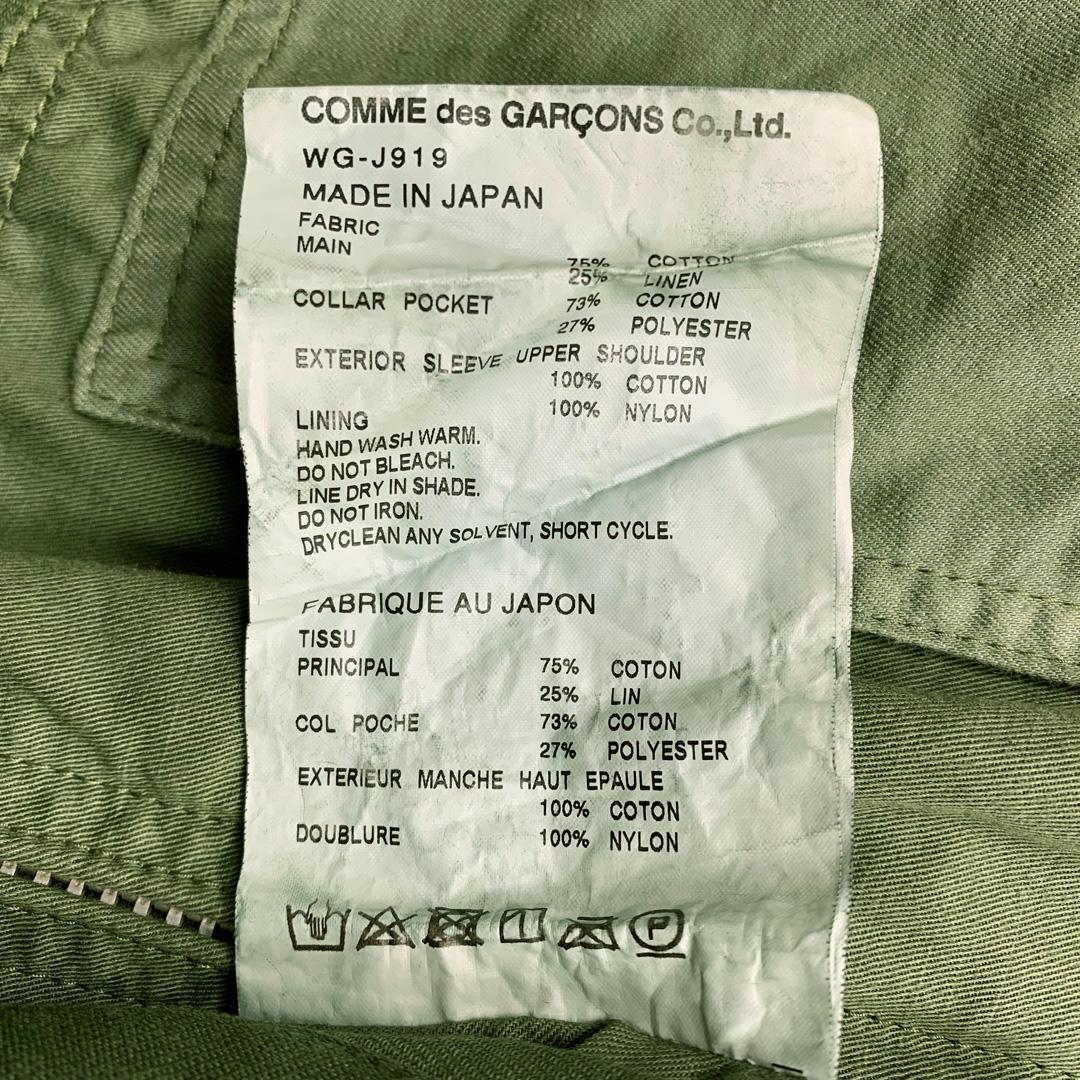 COMME des GARÇONS Co.,Ltd.
WG-J919
MADE IN JAPAN
FABRIC
MAIN
75% COTTON
25% LINEN
COLLAR POCKET 73% COTTON
27% POLYESTER
EXTERIOR SLEEVE UPPER SHOULDER
100% COTTON
LINING 100% NYLON
HAND WASH WARM.
DO NOT BLEACH.
LINE DRY IN SHADE.
DO NOT IRON.
DRYCLEAN ANY SOLVENT, SHORT CYCLE.
FABRIQUE AU JAPON
TISSU
PRINCIPAL 75% COTON
25% LIN
COL POCHE 73% COTON
27% POLYESTER
EXTERIEUR MANCHE HAUT EPAULE
100% COTON
DOUBLURE 100% NYLON
P